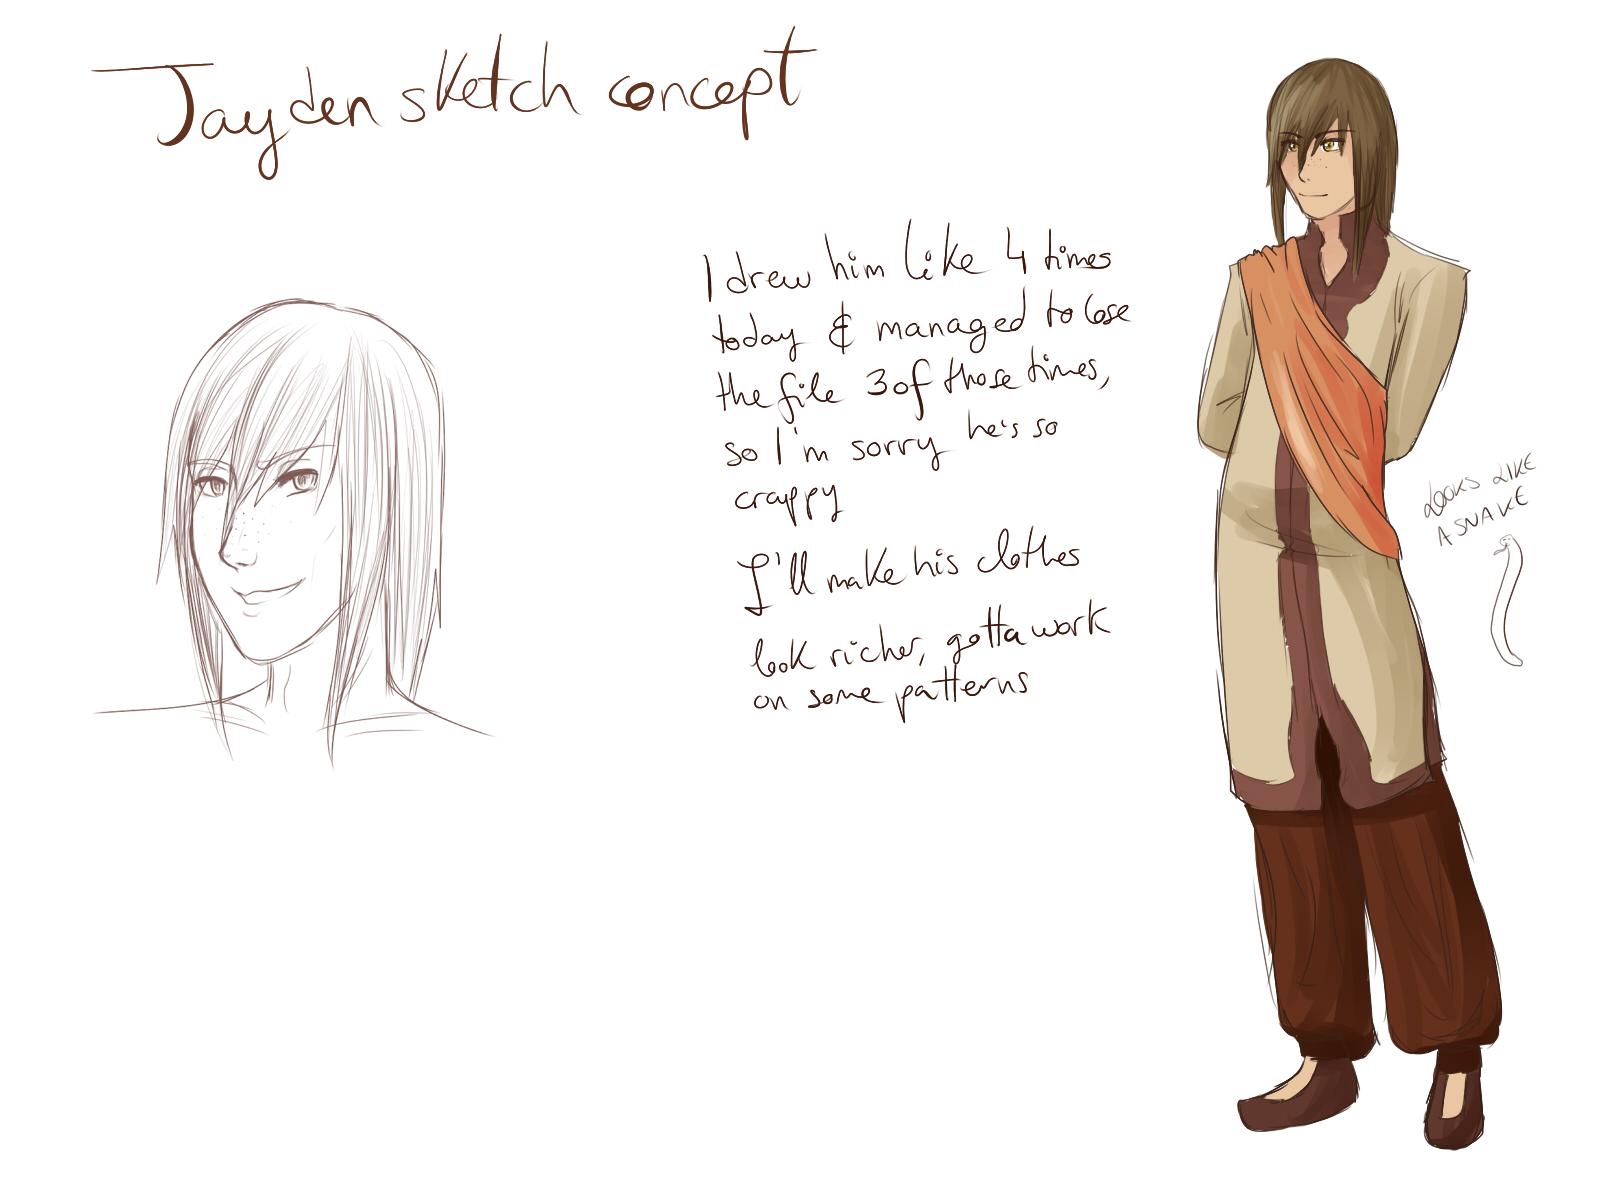 Jayden sketch concept
I drew him like 4 times
today & managed to lose
the file 3 of those times,
so I'm sorry he's so
crappy
I'll make his clothes
look richer, gotta work
on some patterns
LOOKS LIKE
A SNAKE